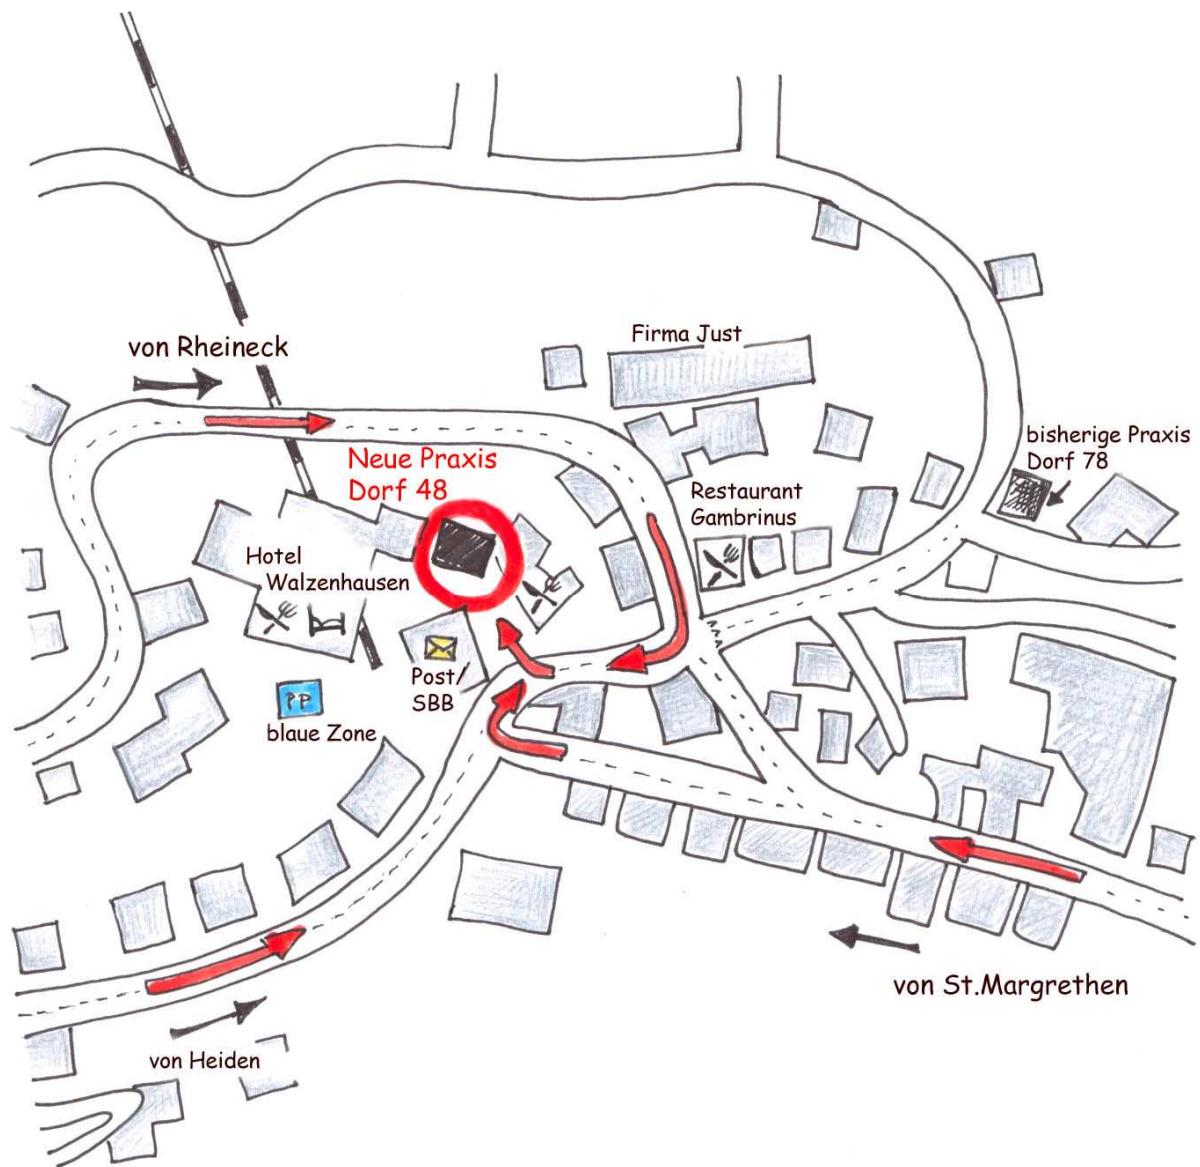 Firma Just
von Rheineck
bisherige Praxis
Dorf 78
Neue Praxis
Dorf 48
Restaurant
Gambrinus
Hotel
Walzenhausen
Post/
SBB
PP
blaue Zone
von St.Margrethen
von Heiden